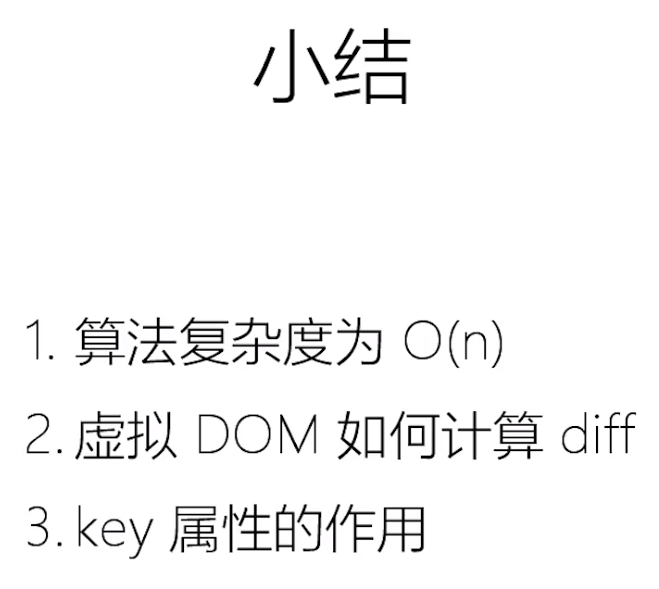 小结
1. 算法复杂度为 O(n)
2. 虚拟 DOM 如何计算 diff
3. key 属性的作用